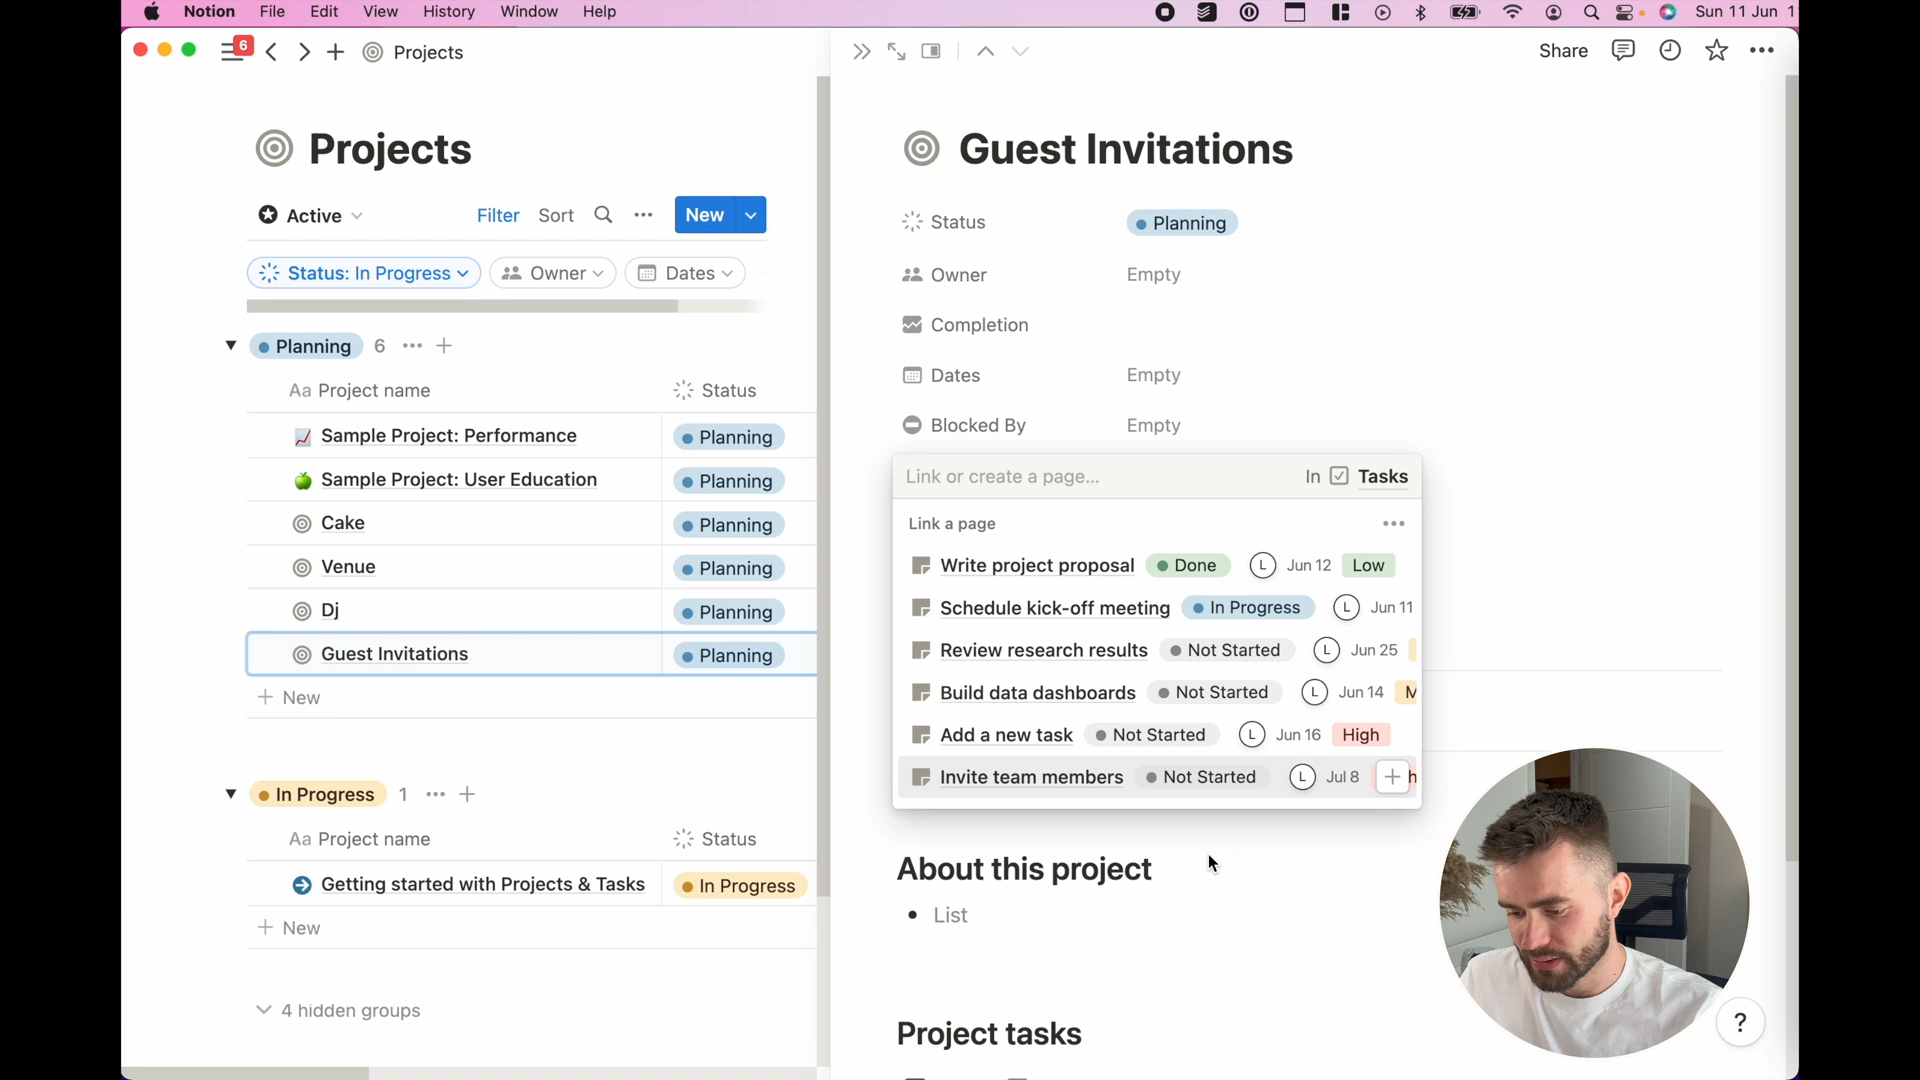 Notion File Edit View History Window Help
Sun 11 Jun
6
Projects
Share
Projects
Active
Filter Sort
New
Status: In Progress
Owner
Dates
Planning 6
Aa Project name
Status
Sample Project: Performance
Planning
Sample Project: User Education
Planning
Cake
Planning
Venue
Planning
Dj
Planning
Guest Invitations
Planning
+ New
In Progress 1
Aa Project name
Status
Getting started with Projects & Tasks
In Progress
+ New
4 hidden groups
Guest Invitations
Status
Planning
Owner
Empty
Completion
Dates
Empty
Blocked By
Empty
Link or create a page...
In Tasks
Link a page
Write project proposal Done L Jun 12 Low
Schedule kick-off meeting In Progress L Jun 11
Review research results Not Started L Jun 25
Build data dashboards Not Started L Jun 14 M
Add a new task Not Started L Jun 16 High
Invite team members Not Started L Jul 8 h
About this project
• List
Project tasks
?